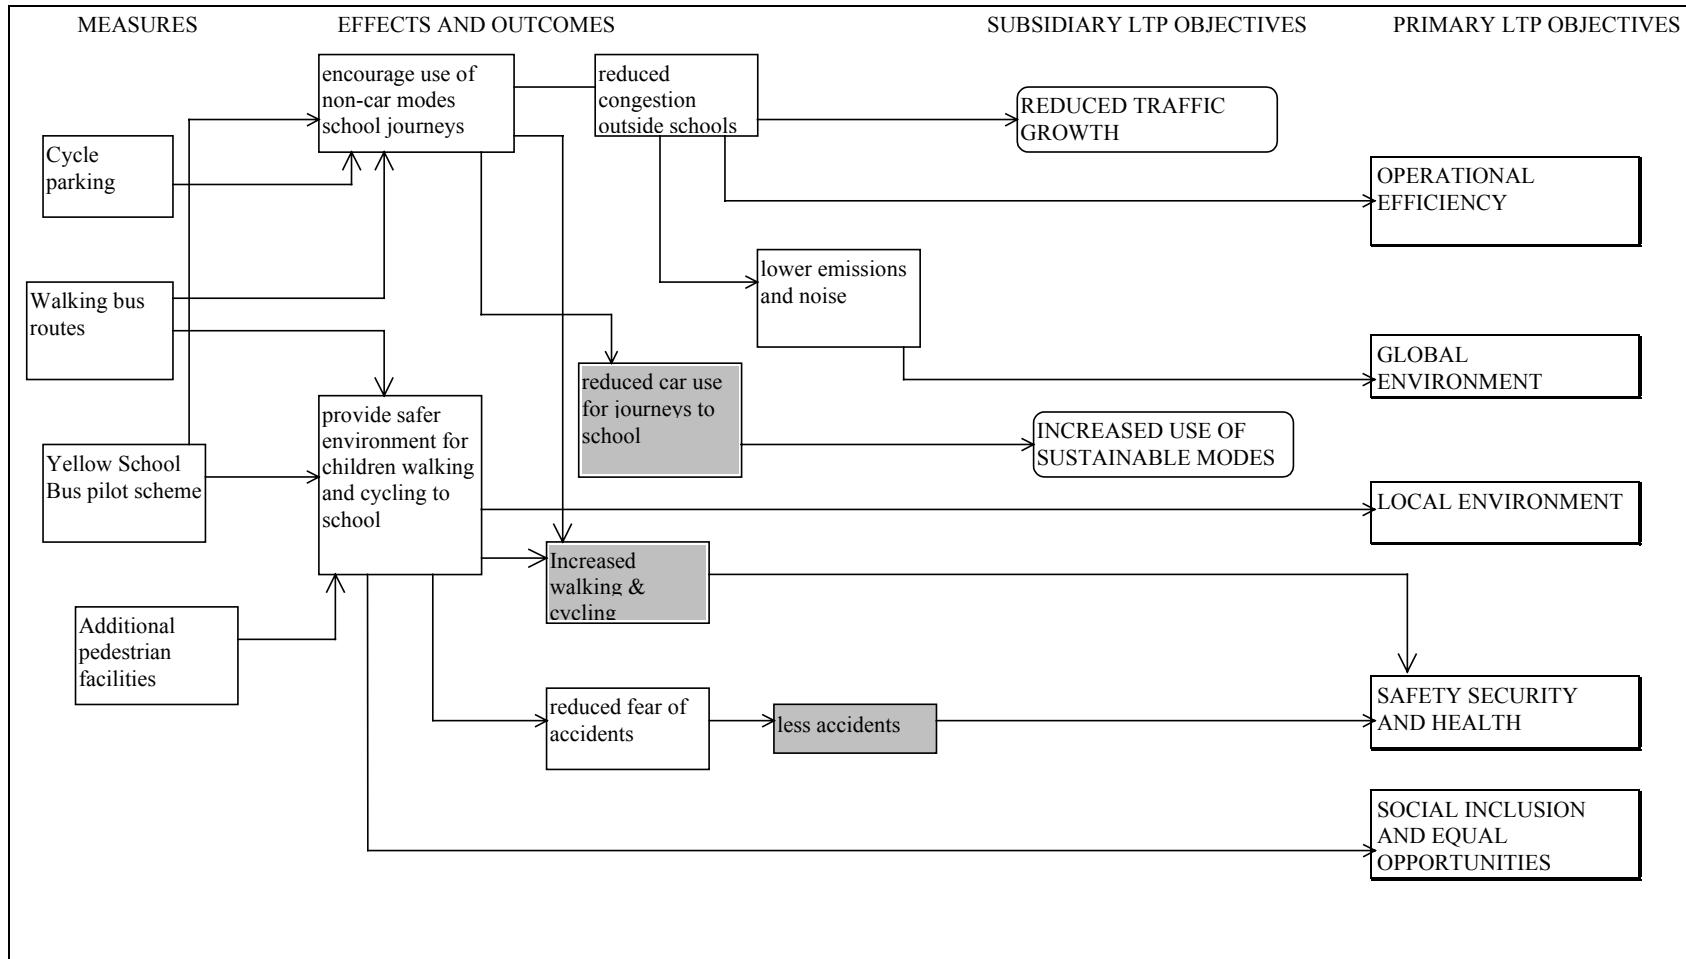 MEASURES
EFFECTS AND OUTCOMES
SUBSIDIARY LTP OBJECTIVES
PRIMARY LTP OBJECTIVES
encourage use of
non-car modes
school journeys
reduced
congestion
outside schools
REDUCED TRAFFIC
GROWTH
Cycle
parking
OPERATIONAL
EFFICIENCY
Walking bus
routes
lower emissions
and noise
GLOBAL
ENVIRONMENT
reduced car use
for journeys to
school
provide safer
environment for
children walking
and cycling to
school
INCREASED USE OF
SUSTAINABLE MODES
Yellow School
Bus pilot scheme
LOCAL ENVIRONMENT
Increased
walking &
cycling
Additional
pedestrian
facilities
reduced fear of
accidents
less accidents
SAFETY SECURITY
AND HEALTH
SOCIAL INCLUSION
AND EQUAL
OPPORTUNITIES